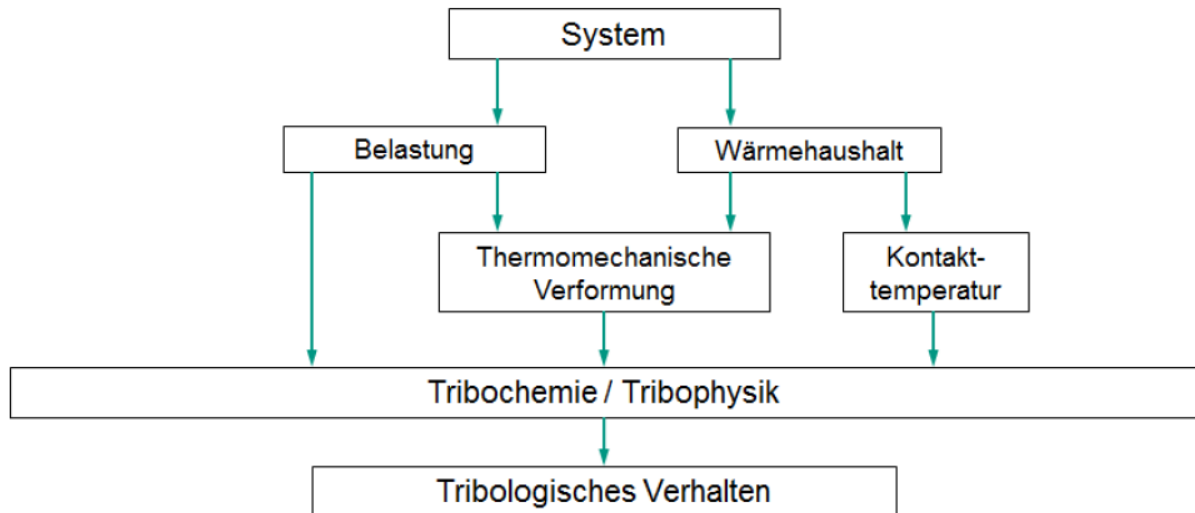 System
Belastung
Wärmehaushalt
Thermomechanische
Verformung
Kontakt-
temperatur
Tribochemie / Tribophysik
Tribologisches Verhalten